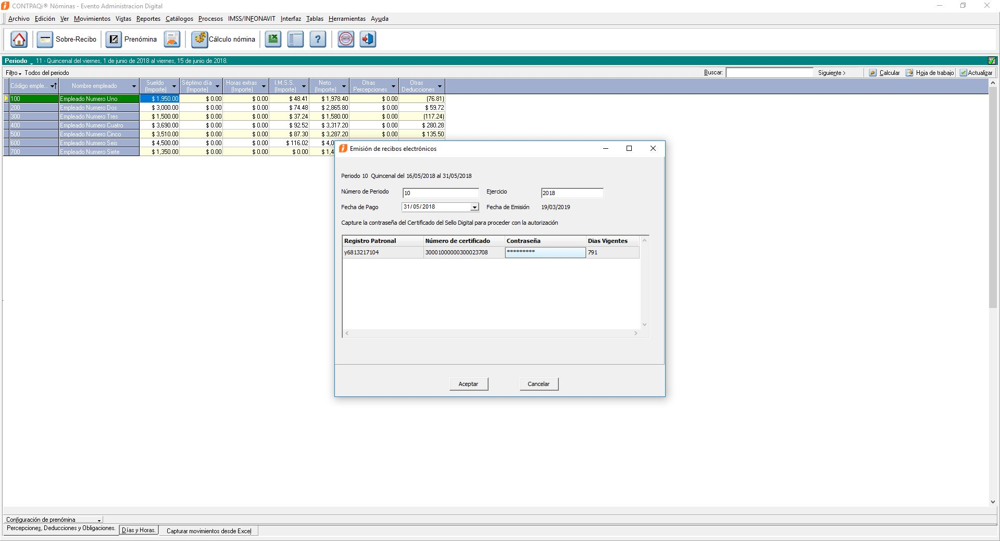 CONTPAQi® Nóminas - Evento Administracion Digital
Archivo Edición Ver Movimientos Vistas Reportes Catálogos Procesos IMSS/INFONAVIT Interfaz Tablas Herramientas Ayuda
Sobre-Recibo Prenómina Cálculo nómina
Periodo 11 - Quincenal del viernes, 1 de junio de 2018 al viernes, 15 de junio de 2018.
Filtro Todos del periodo Buscar: Siguiente > Calcular Hoja de trabajo Actualizar
Código emple... Nombre empleado Sueldo (Importe) Séptimo día (Importe) Horas extras (Importe) I.M.S.S. (Importe) Neto (Importe) Otras Percepciones Otras Deducciones
100 Empleado Numero Uno $ 1,950.00 $ 0.00 $ 0.00 $ 48.41 $ 1,978.40 $ 0.00 (76.81)
200 Empleado Numero Dos $ 3,000.00 $ 0.00 $ 0.00 $ 74.48 $ 2,865.80 $ 0.00 $ 59.72
300 Empleado Numero Tres $ 1,500.00 $ 0.00 $ 0.00 $ 37.24 $ 1,580.00 $ 0.00 (117.24)
400 Empleado Numero Cuatro $ 3,690.00 $ 0.00 $ 0.00 $ 92.52 $ 3,317.20 $ 0.00 $ 280.28
500 Empleado Numero Cinco $ 3,510.00 $ 0.00 $ 0.00 $ 87.30 $ 3,287.20 $ 0.00 $ 135.50
600 Empleado Numero Seis $ 4,500.00 $ 0.00 $ 0.00 $ 116.02 $ 4,0
700 Empleado Numero Siete $ 1,350.00 $ 0.00 $ 0.00 $ 0.00 $ 1,4
Emisión de recibos electrónicos
Periodo 10 Quincenal del 16/05/2018 al 31/05/2018
Número de Periodo 10 Ejercicio 2018
Fecha de Pago 31/05/2018 Fecha de Emisión 19/03/2019
Capture la contraseña del Certificado del Sello Digital para proceder con la autorización
Registro Patronal Número de certificado Contraseña Dias Vigentes
y6813217104 30001000000300023708 ********* 791
Aceptar Cancelar
Configuración de prenómina
Percepciones, Deducciones y Obligaciones. Días y Horas. Capturar movimientos desde Excel